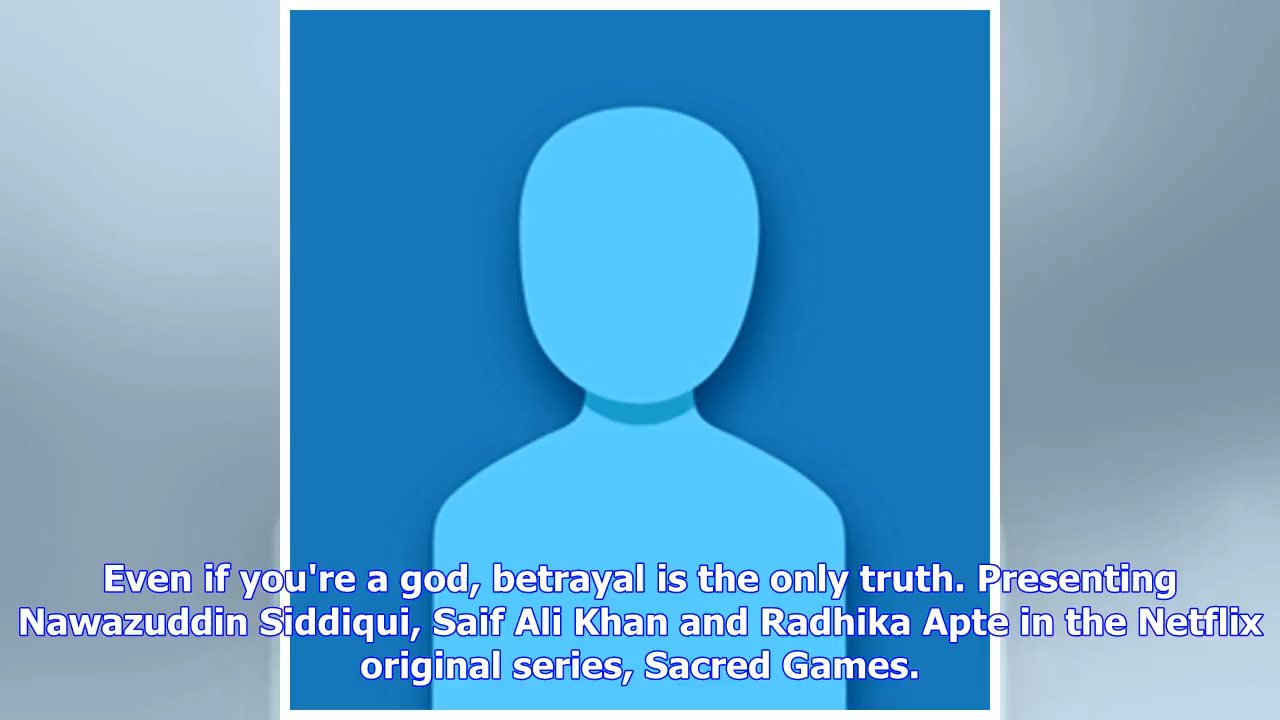 Even if you're a god, betrayal is the only truth. Presenting
Nawazuddin Siddiqui, Saif Ali Khan and Radhika Apte in the Netflix
original series, Sacred Games.